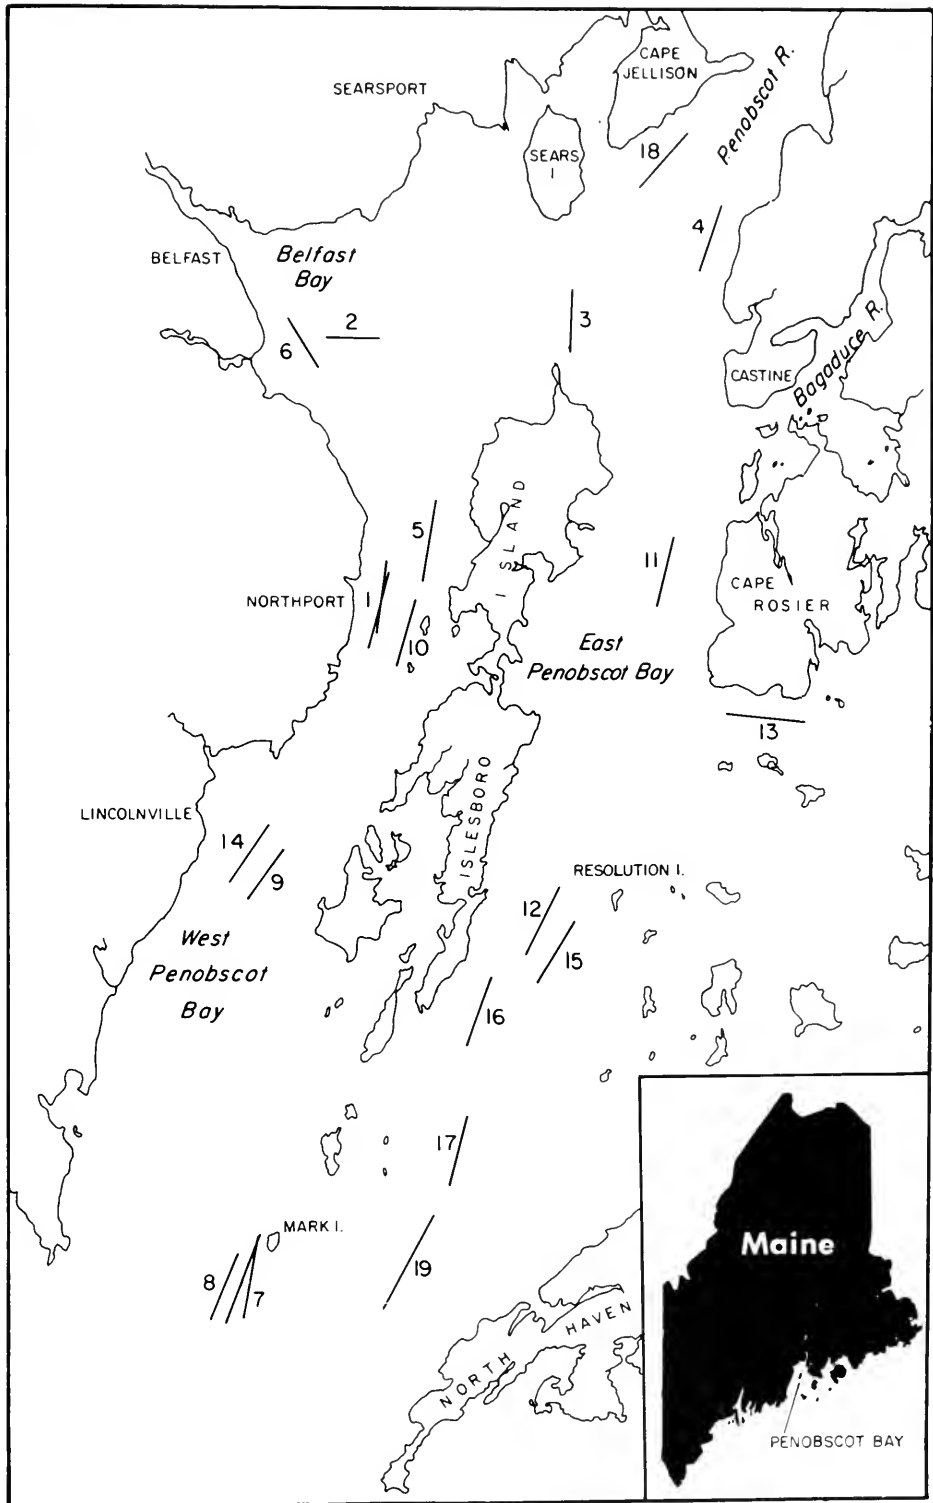 CAPE
JELLISON
Penobscot R.
SEARSPORT
18
SEARS
I
4
BELFAST
Belfast
Bay
3
2
6
CASTINE
Bagaduce R.
5
ISLAND
11
CAPE
ROSIER
NORTHPORT
1
10
East
Penobscot Bay
13
ISLESBORO
LINCOLNVILLE
14
9
RESOLUTION I.
12
15
West
Penobscot
Bay
16
17
MARK I.
8
7
19
NORTH HAVEN
Maine
PENOBSCOT BAY